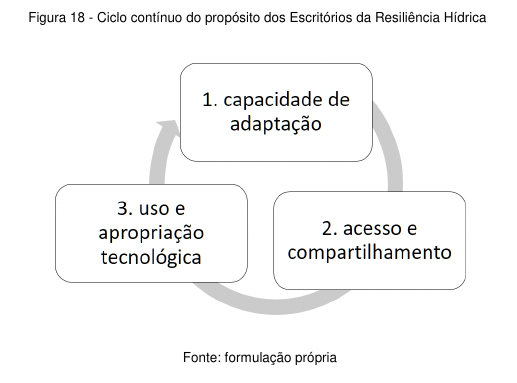 Figura 18 - Ciclo contínuo do propósito dos Escritórios da Resiliência Hídrica
1. capacidade de
adaptação
2. acesso e
compartilhamento
3. uso e
apropriação
tecnológica
Fonte: formulação própria